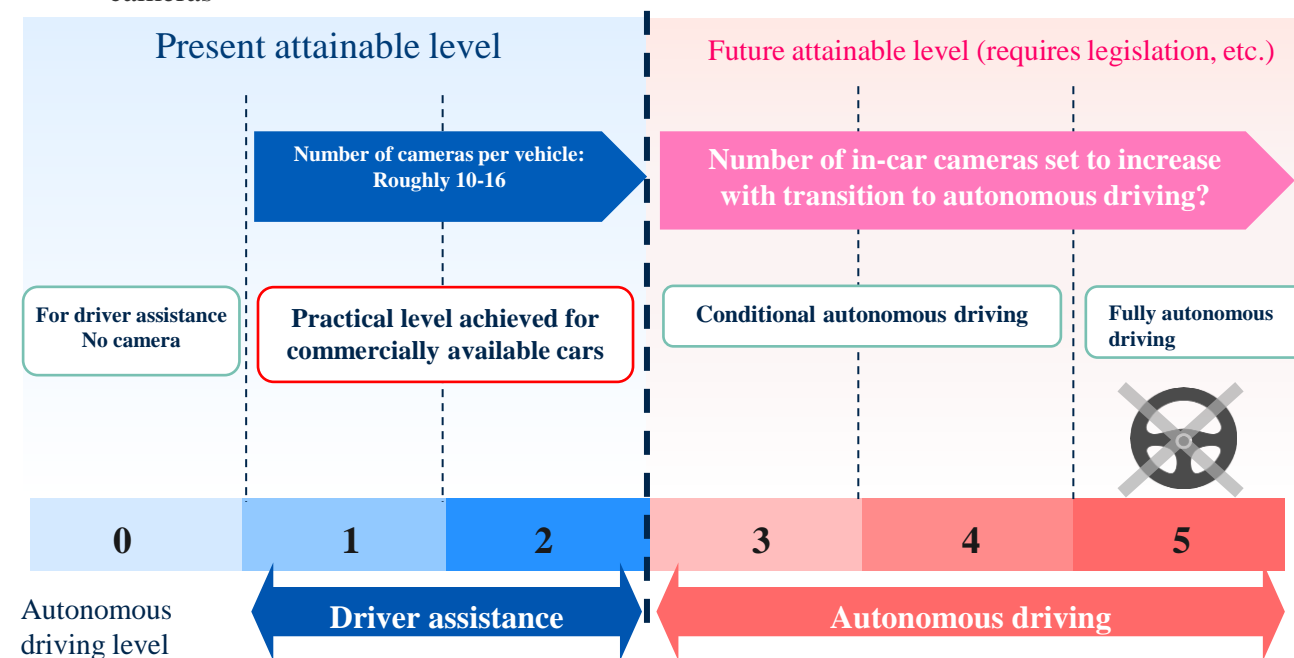 cameras
Present attainable level
Future attainable level (requires legislation, etc.)
Number of cameras per vehicle:
Roughly 10-16
Number of in-car cameras set to increase
with transition to autonomous driving?
For driver assistance
No camera
Practical level achieved for
commercially available cars
Conditional autonomous driving
Fully autonomous
driving
0
1
2
3
4
5
Autonomous
driving level
Driver assistance
Autonomous driving